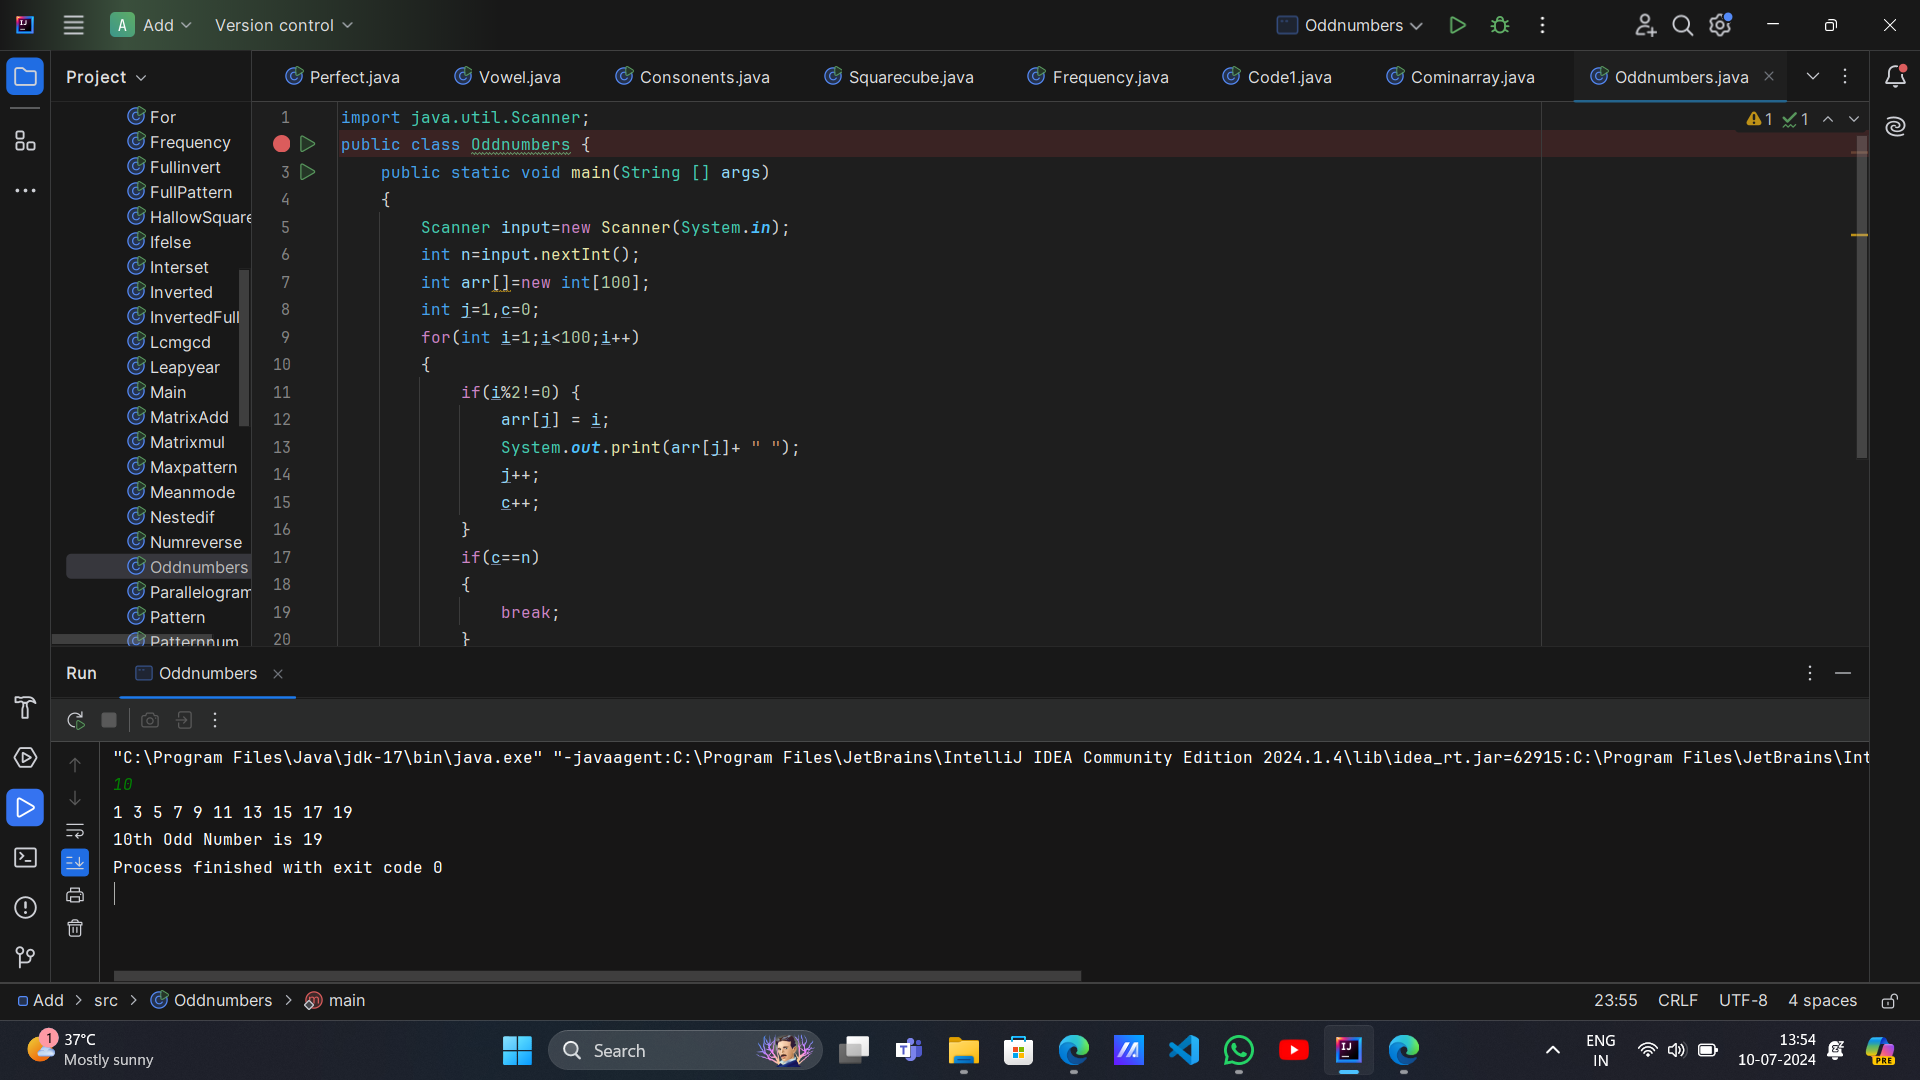 A Add Version control Oddnumbers
Project Perfect.java Vowel.java Consonents.java Squarecube.java Frequency.java Code1.java Cominarray.java Oddnumbers.java
For
Frequency
Fullinvert
FullPattern
HallowSquare
Ifelse
Interset
Inverted
InvertedFull
Lcmgcd
Leapyear
Main
MatrixAdd
Matrixmul
Maxpattern
Meanmode
Nestedif
Numreverse
Oddnumbers
Parallelogram
Pattern
Patternnum
1 1
1 import java.util.Scanner;
public class Oddnumbers {
3 public static void main(String [] args)
4 {
5 Scanner input=new Scanner(System.in);
6 int n=input.nextInt();
7 int arr[]=new int[100];
8 int j=1,c=0;
9 for(int i=1;i<100;i++)
10 {
11 if(i%2!=0) {
12 arr[j] = i;
13 System.out.print(arr[j]+ " ");
14 j++;
15 c++;
16 }
17 if(c==n)
18 {
19 break;
20 }
Run Oddnumbers
"C:\Program Files\Java\jdk-17\bin\java.exe" "-javaagent:C:\Program Files\JetBrains\IntelliJ IDEA Community Edition 2024.1.4\lib\idea_rt.jar=62915:C:\Program Files\JetBrains\Int
10
1 3 5 7 9 11 13 15 17 19
10th Odd Number is 19
Process finished with exit code 0
Add > src > Oddnumbers > main 23:55 CRLF UTF-8 4 spaces
1 37°C
Mostly sunny
Search
ENG
IN
13:54
10-07-2024
PRE